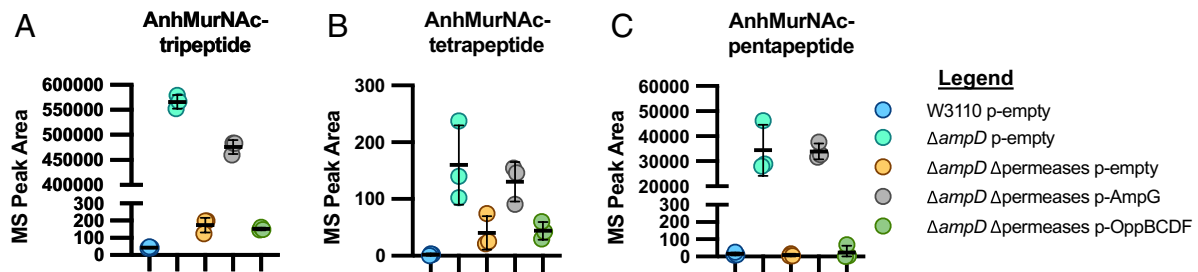 A
AnhMurNAc-
tripeptide
MS Peak Area
600000
550000
500000
450000
400000
300
200
100
0
B
AnhMurNAc-
tetrapeptide
MS Peak Area
300
200
100
0
C
AnhMurNAc-
pentapeptide
MS Peak Area
60000
50000
40000
30000
20000
300
200
100
0
Legend
W3110 p-empty
ΔampD p-empty
ΔampD Δpermeases p-empty
ΔampD Δpermeases p-AmpG
ΔampD Δpermeases p-OppBCDF